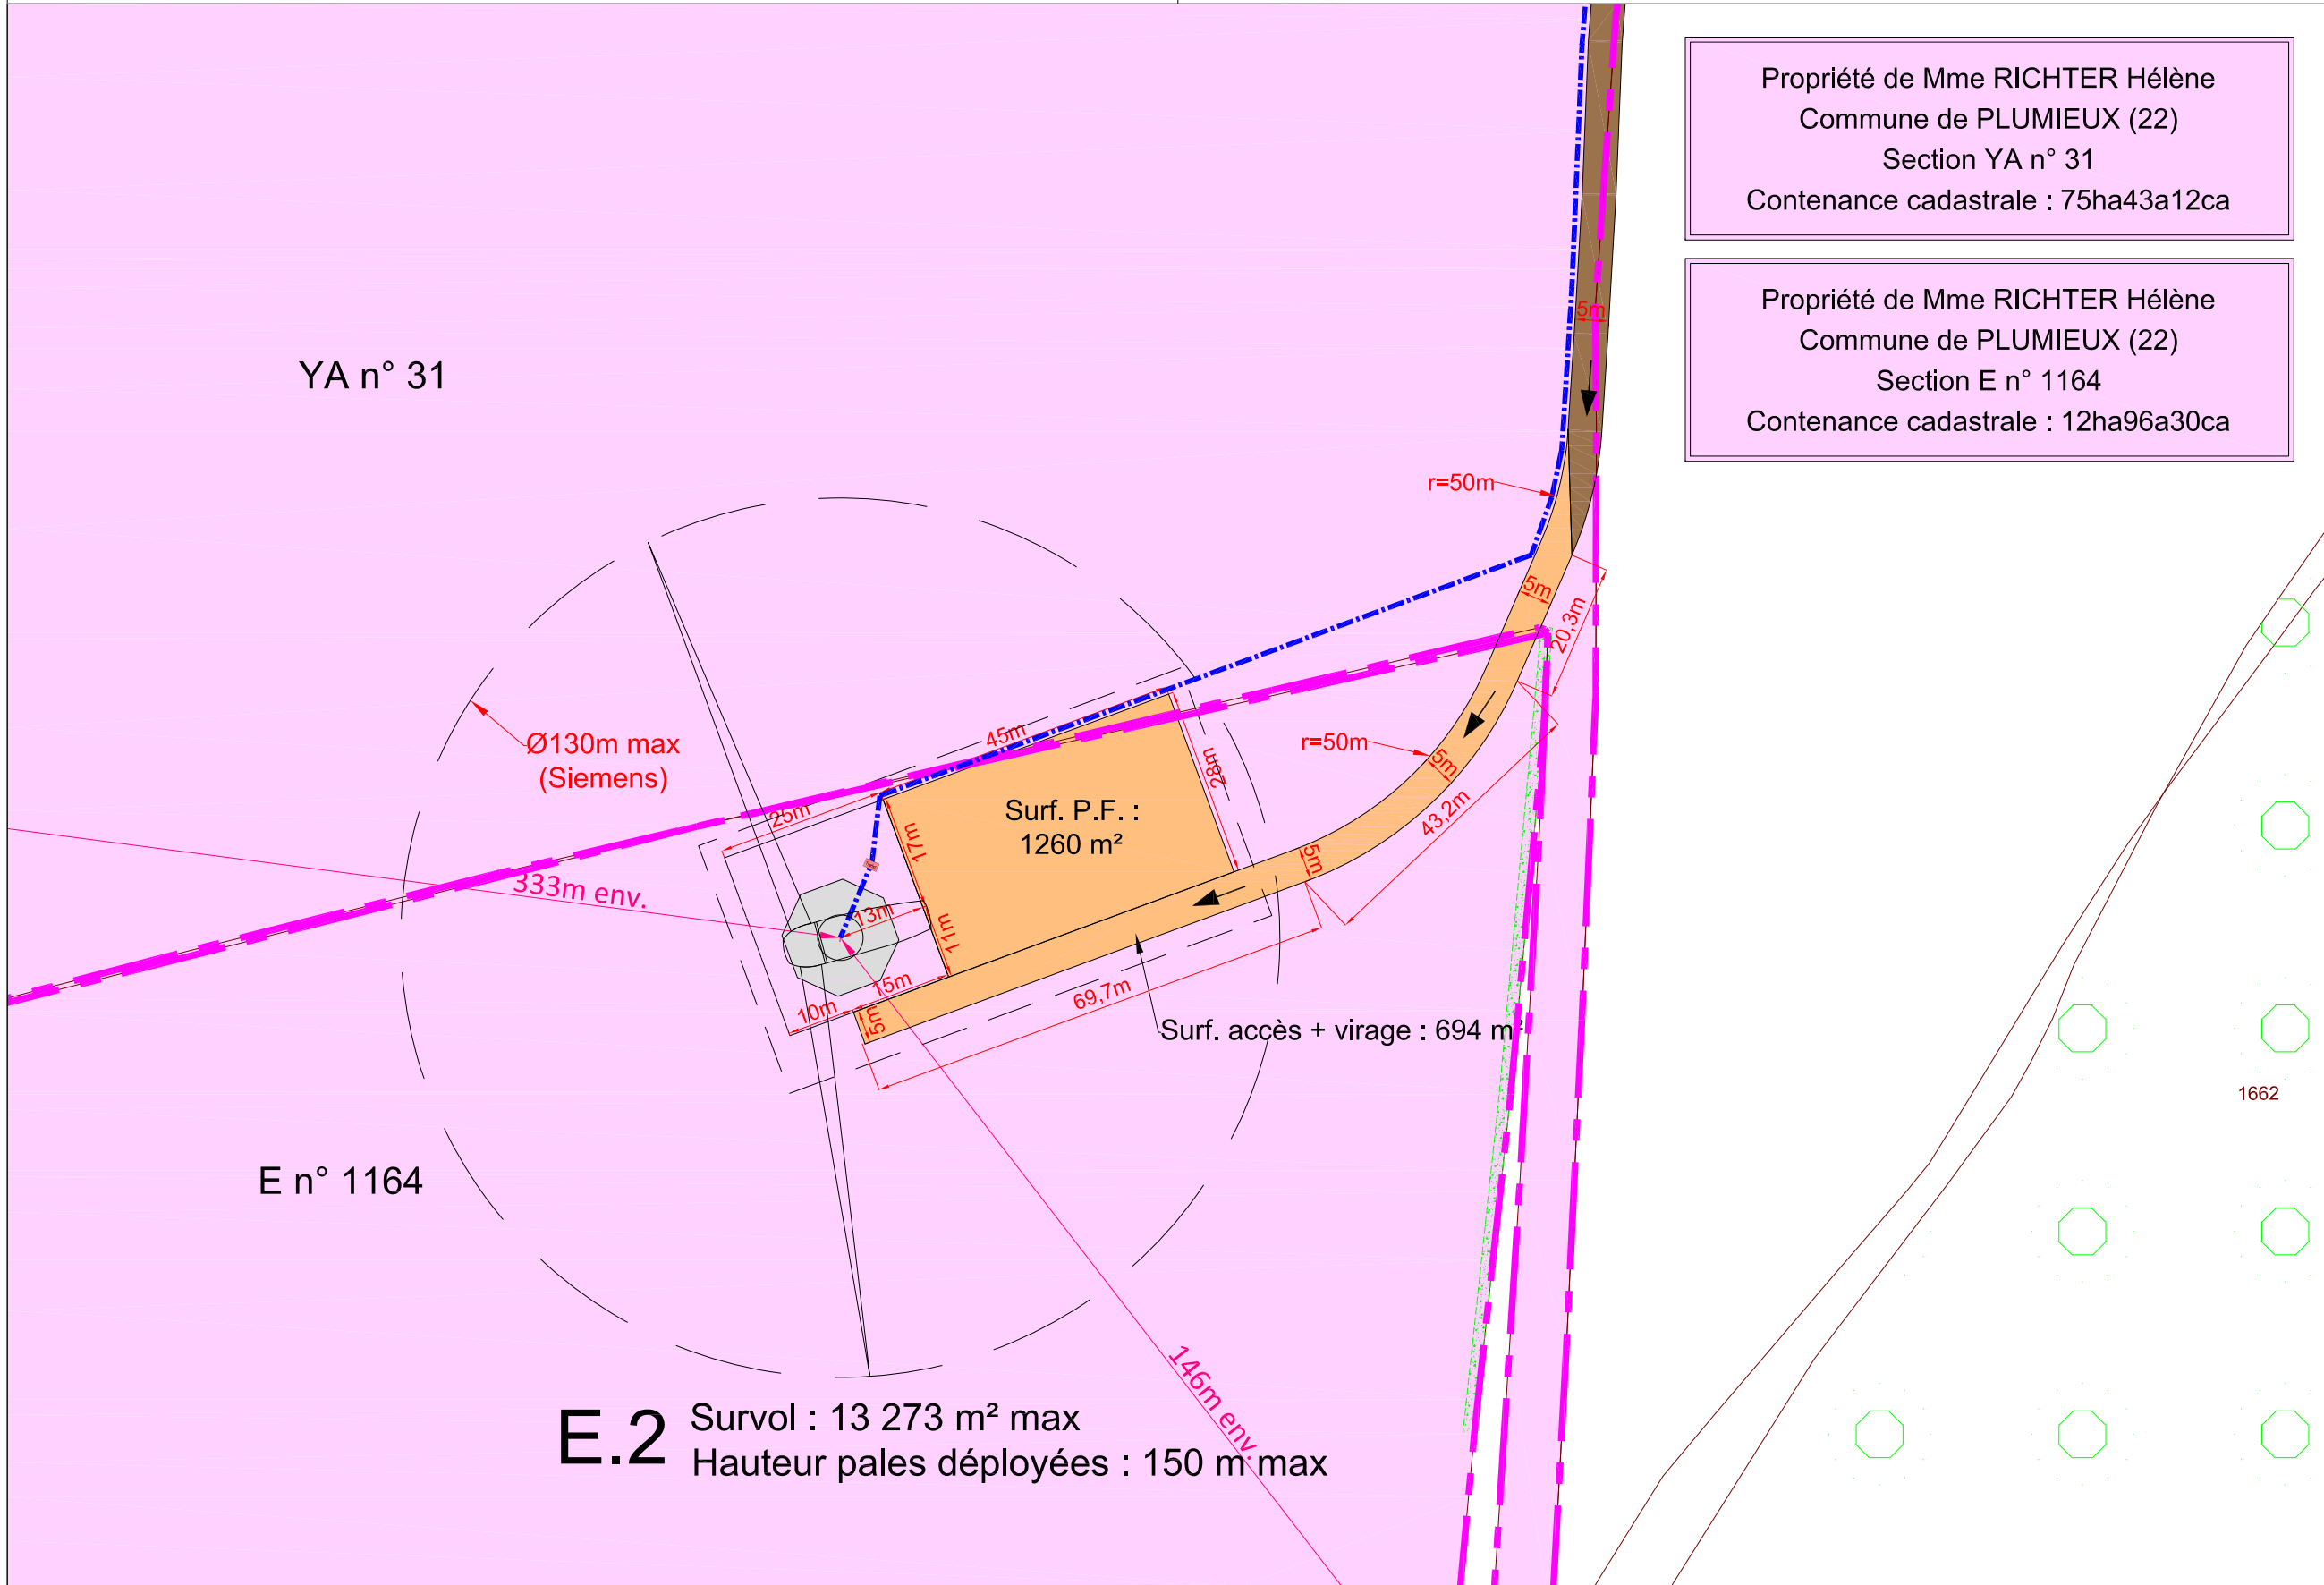 Propriété de Mme RICHTER Hélène
Commune de PLUMIEUX (22)
Section YA n° 31
Contenance cadastrale : 75ha43a12ca
Propriété de Mme RICHTER Hélène
Commune de PLUMIEUX (22)
Section E n° 1164
Contenance cadastrale : 12ha96a30ca
5m
YA n° 31
r=50m
5m
20,3m
Ø130m max
(Siemens)
45m
28m
r=50m
5m
43,2m
25m
17m
Surf. P.F. :
1260 m²
5m
333m env.
13m
11m
15m
10m
5m
69,7m
Surf. accès + virage : 694 m²
1662
E n° 1164
146m env.
E.2
Survol : 13 273 m² max
Hauteur pales déployées : 150 m max